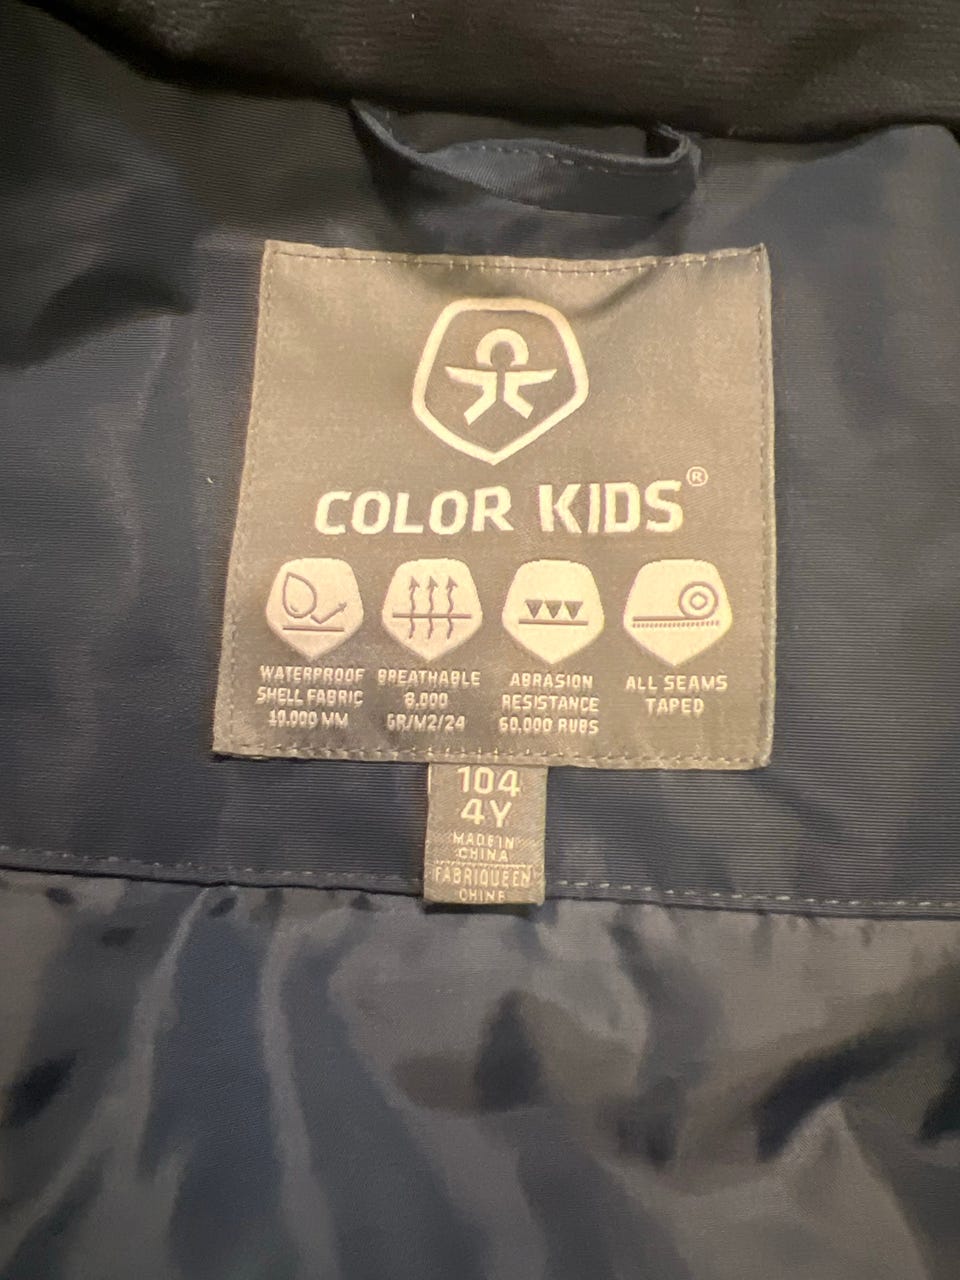 COLOR KIDS®
WATERPROOF
SHELL FABRIC
10.000 MM
BREATHABLE
8.000
GR/M2/24
ABRASION
RESISTANCE
60.000 RUBS
ALL SEAMS
TAPED
104
4Y
MADE IN
CHINA
FABRIQUE EN
CHINE